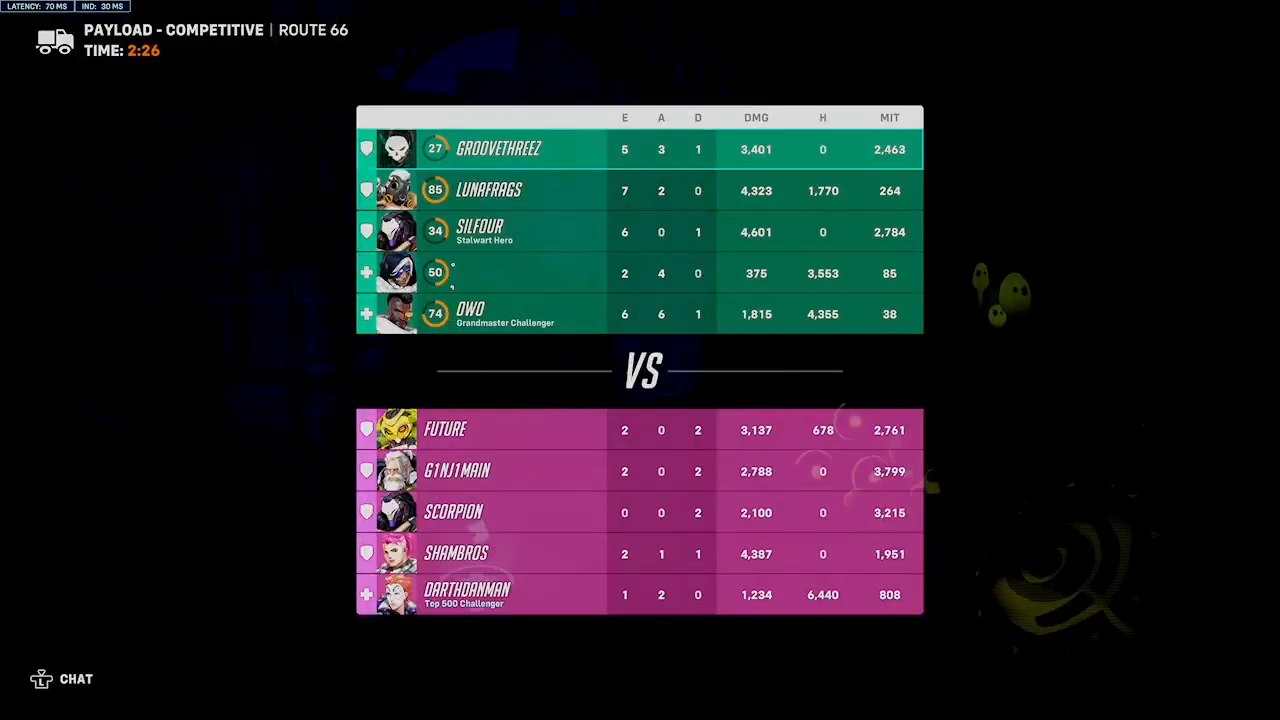 LATENCY: 70 MS IND: 30 MS
PAYLOAD - COMPETITIVE | ROUTE 66
TIME: 2:26
E A D DMG H MIT
27 GROOVETHREEZ 5 3 1 3,401 0 2,463
85 LUNAFRAGS 7 2 0 4,323 1,770 264
34 SILFOUR 6 0 1 4,601 0 2,784
Stalwart Hero
50 2 4 0 375 3,553 85
74 OWO 6 6 1 1,815 4,355 38
Grandmaster Challenger
VS
FUTURE 2 0 2 3,137 678 2,761
G1NJ1MAIN 2 0 2 2,788 0 3,799
SCORPION 0 0 2 2,100 0 3,215
SHAMBROS 2 1 1 4,387 0 1,951
DARTHDANMAN 1 2 0 1,234 6,440 808
Top 500 Challenger
L CHAT